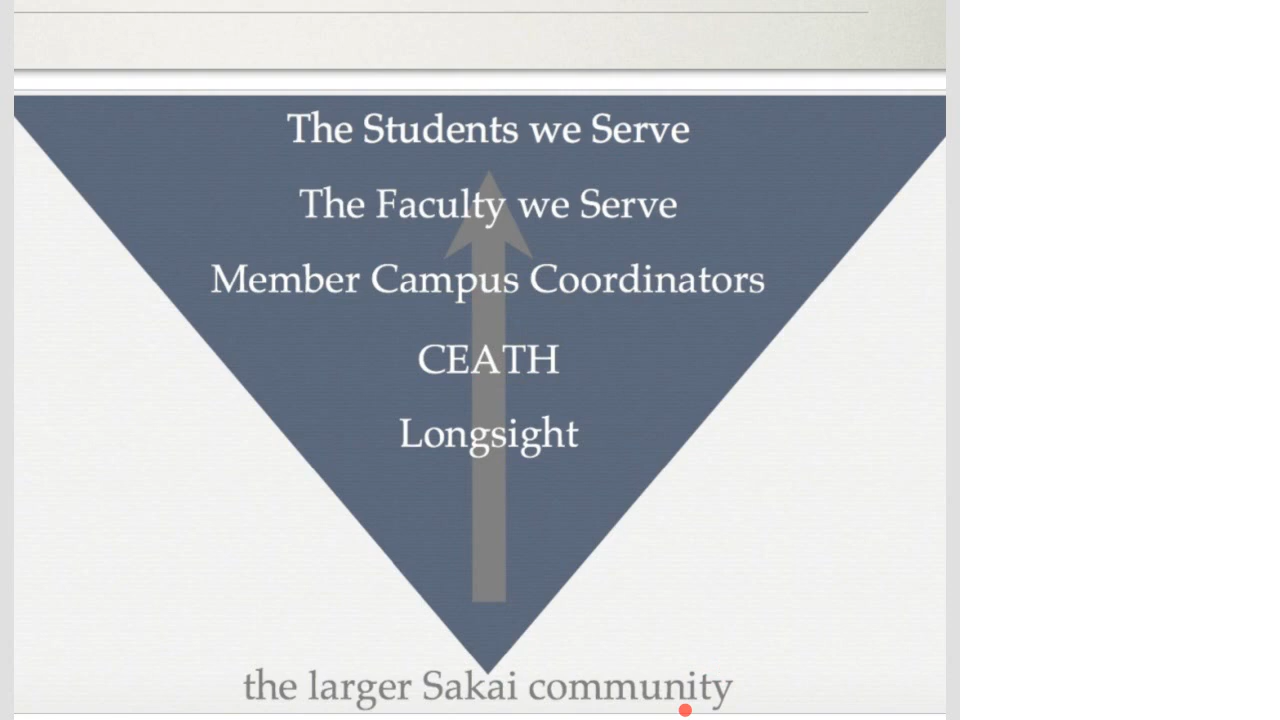 The Students we Serve
The Faculty we Serve
Member Campus Coordinators
CEATH
Longsight
the larger Sakai community